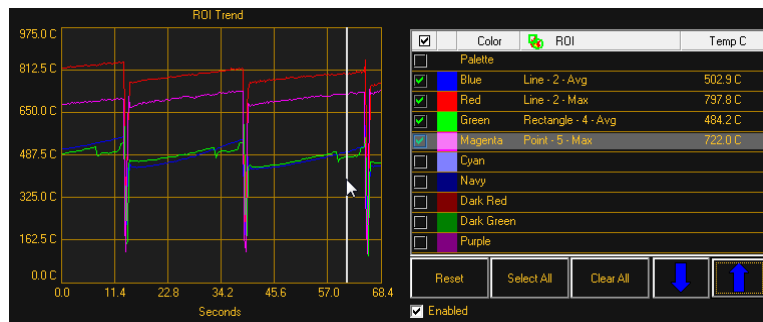 ROI Trend
975.0 C
812.5 C
650.0 C
487.5 C
325.0 C
162.5 C
0.0 C
0.0 11.4 22.8 34.2 45.6 57.0 68.4
Seconds
Color ROI Temp C
Palette
Blue Line - 2 - Avg 502.9 C
Red Line - 2 - Max 797.8 C
Green Rectangle - 4 - Avg 484.2 C
Magenta Point - 5 - Max 722.0 C
Cyan
Navy
Dark Red
Dark Green
Purple
Reset Select All Clear All
Enabled